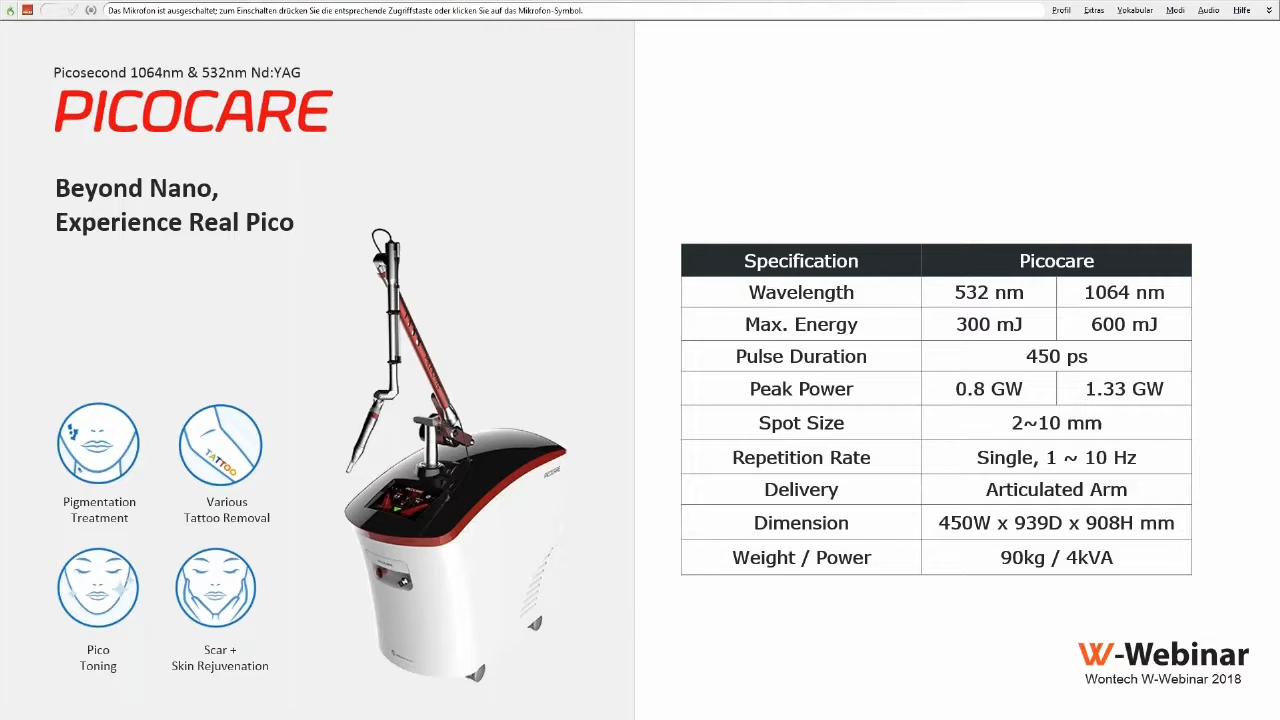 Das Mikrofon ist ausgeschaltet; zum Einschalten drücken Sie die entsprechende Zugriffstaste oder klicken Sie auf das Mikrofon-Symbol.
Profil Extras Vokabular Modi Audio Hilfe
Picosecond 1064nm & 532nm Nd:YAG
PICOCARE
Beyond Nano,
Experience Real Pico
TATTOO
Pigmentation
Treatment
Various
Tattoo Removal
Pico
Toning
Scar +
Skin Rejuvenation
PICOCARE
Specification Picocare
Wavelength 532 nm 1064 nm
Max. Energy 300 mJ 600 mJ
Pulse Duration 450 ps
Peak Power 0.8 GW 1.33 GW
Spot Size 2~10 mm
Repetition Rate Single, 1 ~ 10 Hz
Delivery Articulated Arm
Dimension 450W x 939D x 908H mm
Weight / Power 90kg / 4kVA
W-Webinar
Wontech W-Webinar 2018